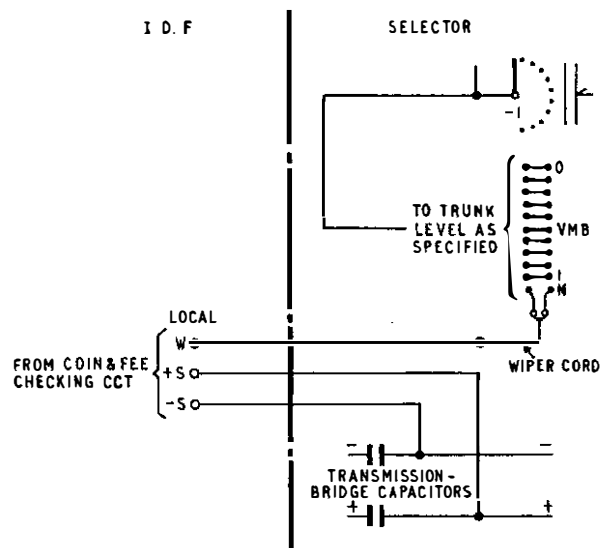 I D. F
SELECTOR
-1
0
TO TRUNK
LEVEL AS
SPECIFIED
VMB
1
N
LOCAL
W
FROM COIN & FEE
CHECKING CCT
+S
-S
WIPER CORD
- -
TRANSMISSION-
BRIDGE CAPACITORS
+ +